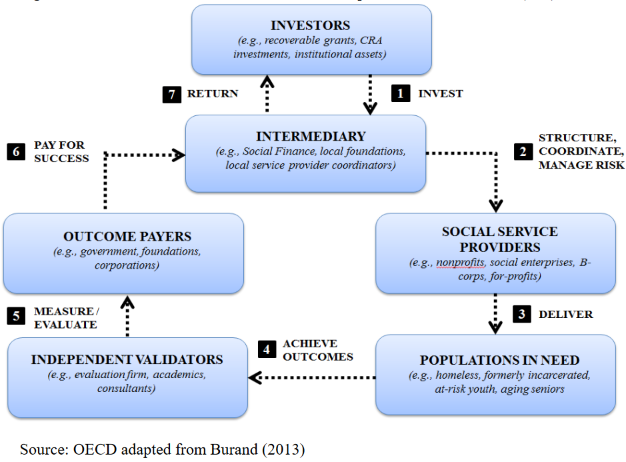 INVESTORS
(e.g., recoverable grants, CRA
investments, institutional assets)
7 RETURN
1 INVEST
INTERMEDIARY
(e.g., Social Finance, local foundations,
local service provider coordinators)
6 PAY FOR
SUCCESS
2 STRUCTURE,
COORDINATE,
MANAGE RISK
OUTCOME PAYERS
(e.g., government, foundations,
corporations)
SOCIAL SERVICE
PROVIDERS
(e.g., nonprofits, social enterprises, B-
corps, for-profits)
5 MEASURE /
EVALUATE
3 DELIVER
4 ACHIEVE
OUTCOMES
INDEPENDENT VALIDATORS
(e.g., evaluation firm, academics,
consultants)
POPULATIONS IN NEED
(e.g., homeless, formerly incarcerated,
at-risk youth, aging seniors
Source: OECD adapted from Burand (2013)